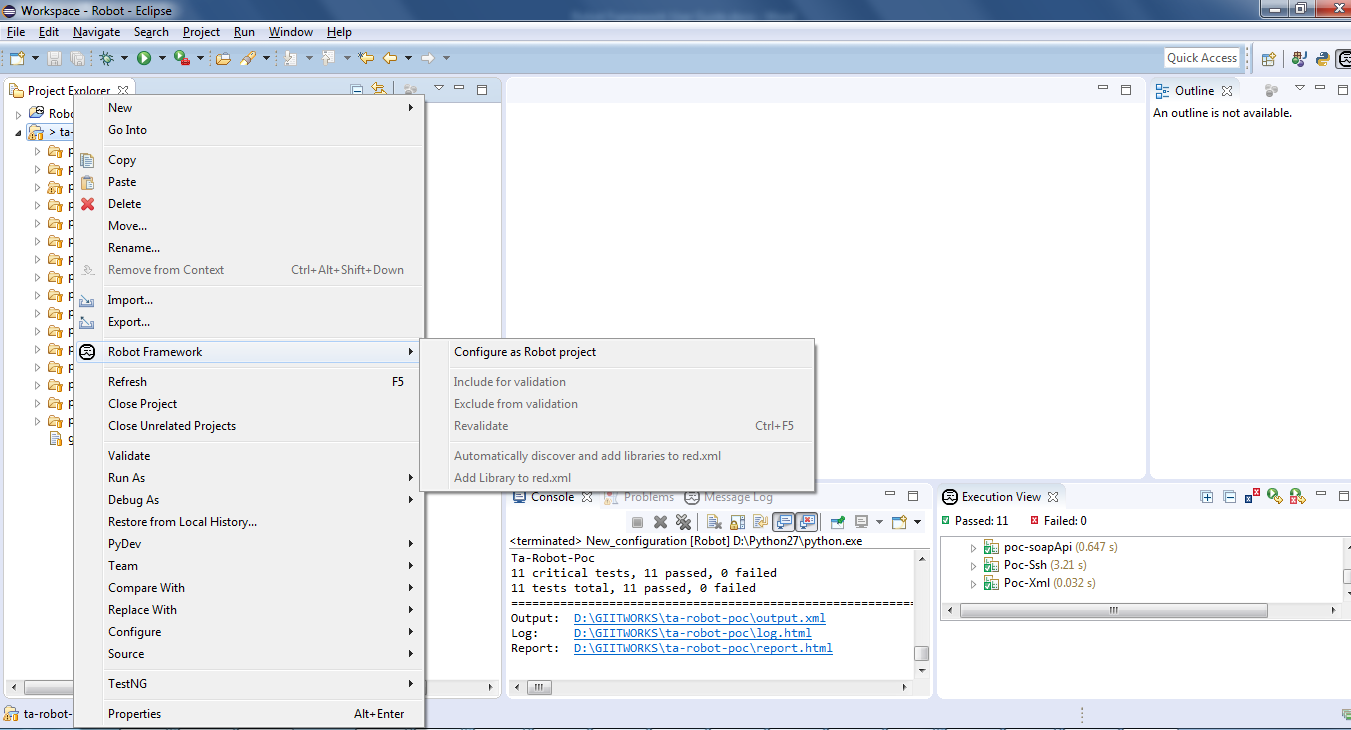 Workspace - Robot - Eclipse
File Edit Navigate Search Project Run Window Help
Quick Access
Project Explorer
Robo
> ta-
New
Go Into
Copy
Paste
Delete
Move...
Rename...
Remove from Context Ctrl+Alt+Shift+Down
Import...
Export...
Robot Framework
Refresh F5
Close Project
Close Unrelated Projects
Validate
Run As
Debug As
Restore from Local History...
PyDev
Team
Compare With
Replace With
Configure
Source
TestNG
Properties Alt+Enter
Configure as Robot project
Include for validation
Exclude from validation
Revalidate Ctrl+F5
Automatically discover and add libraries to red.xml
Add Library to red.xml
Outline
An outline is not available.
Console Problems Message Log
<terminated> New_configuration [Robot] D:\Python27\python.exe
Ta-Robot-Poc
11 critical tests, 11 passed, 0 failed
11 tests total, 11 passed, 0 failed
==============================================================
Output: D:\GIITWORKS\ta-robot-poc\output.xml
Log: D:\GIITWORKS\ta-robot-poc\log.html
Report: D:\GIITWORKS\ta-robot-poc\report.html
Execution View
Passed: 11 Failed: 0
poc-soapApi (0.647 s)
Poc-Ssh (3.21 s)
Poc-Xml (0.032 s)
ta-robot-